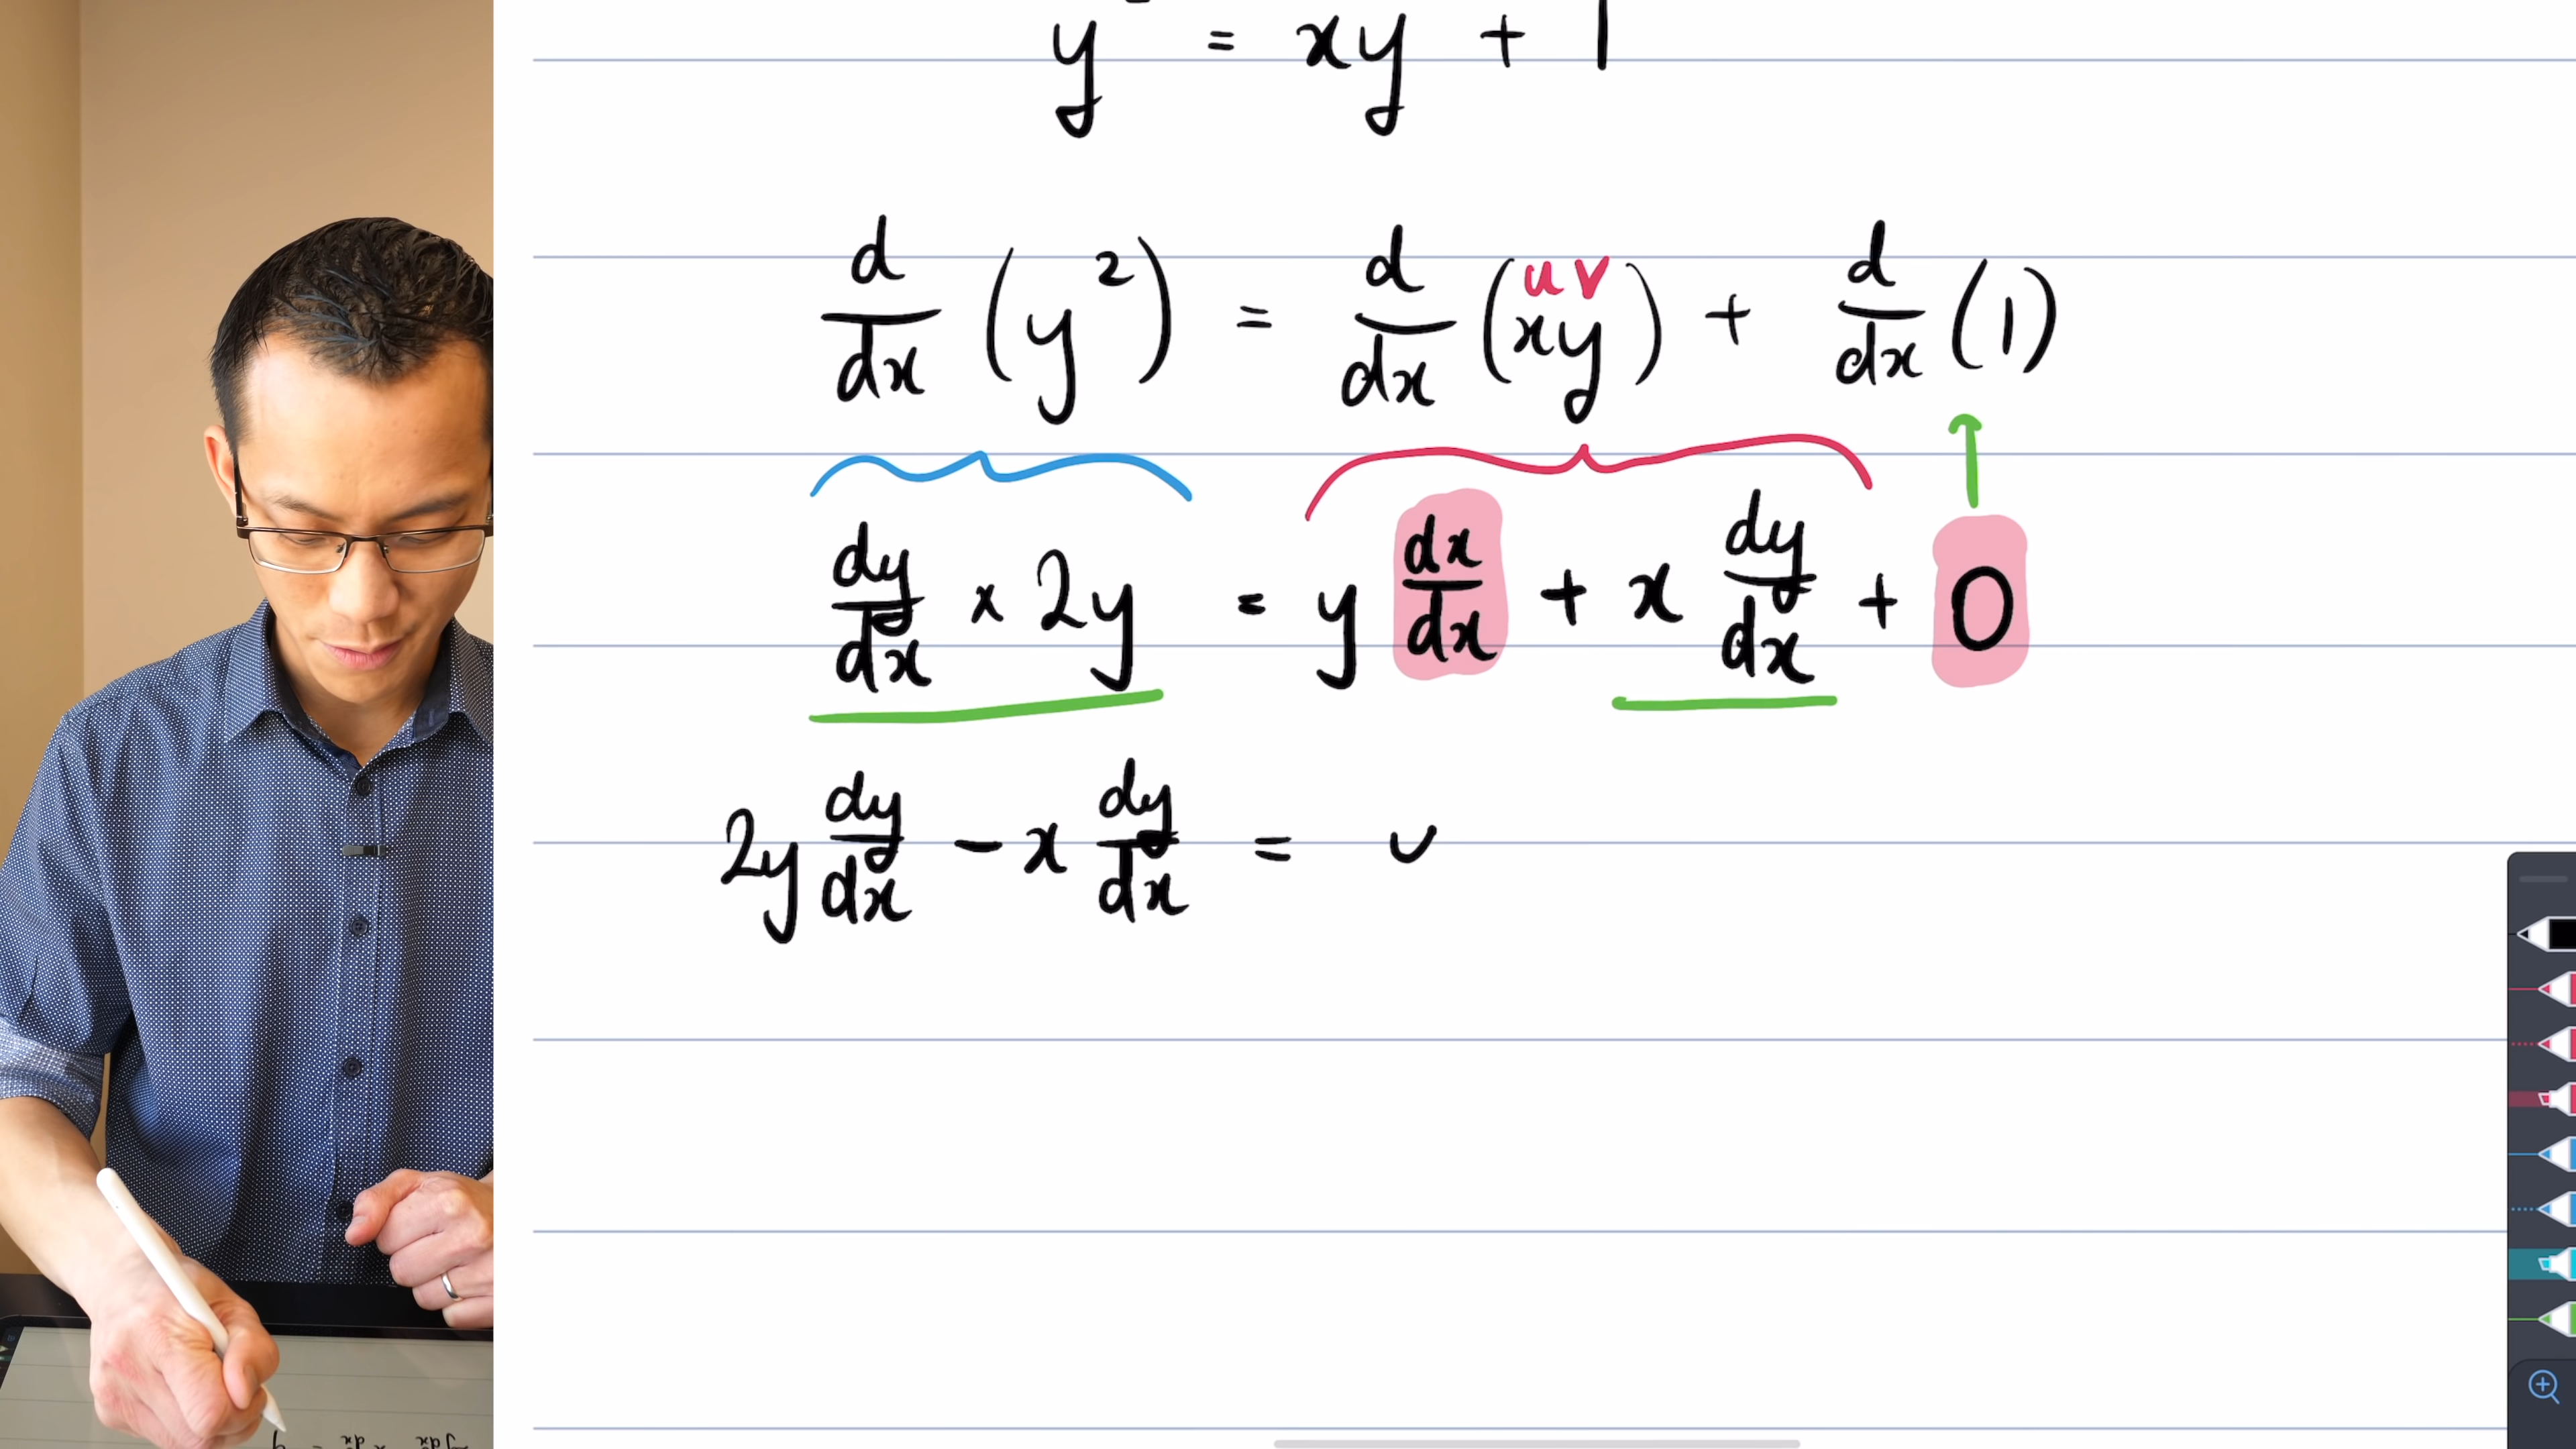 y² = xy + 1
d/dx (y²) = d/dx (xy) + d/dx (1)
u v
dy/dx × 2y = y dx/dx + x dy/dx + 0
2y dy/dx - x dy/dx =